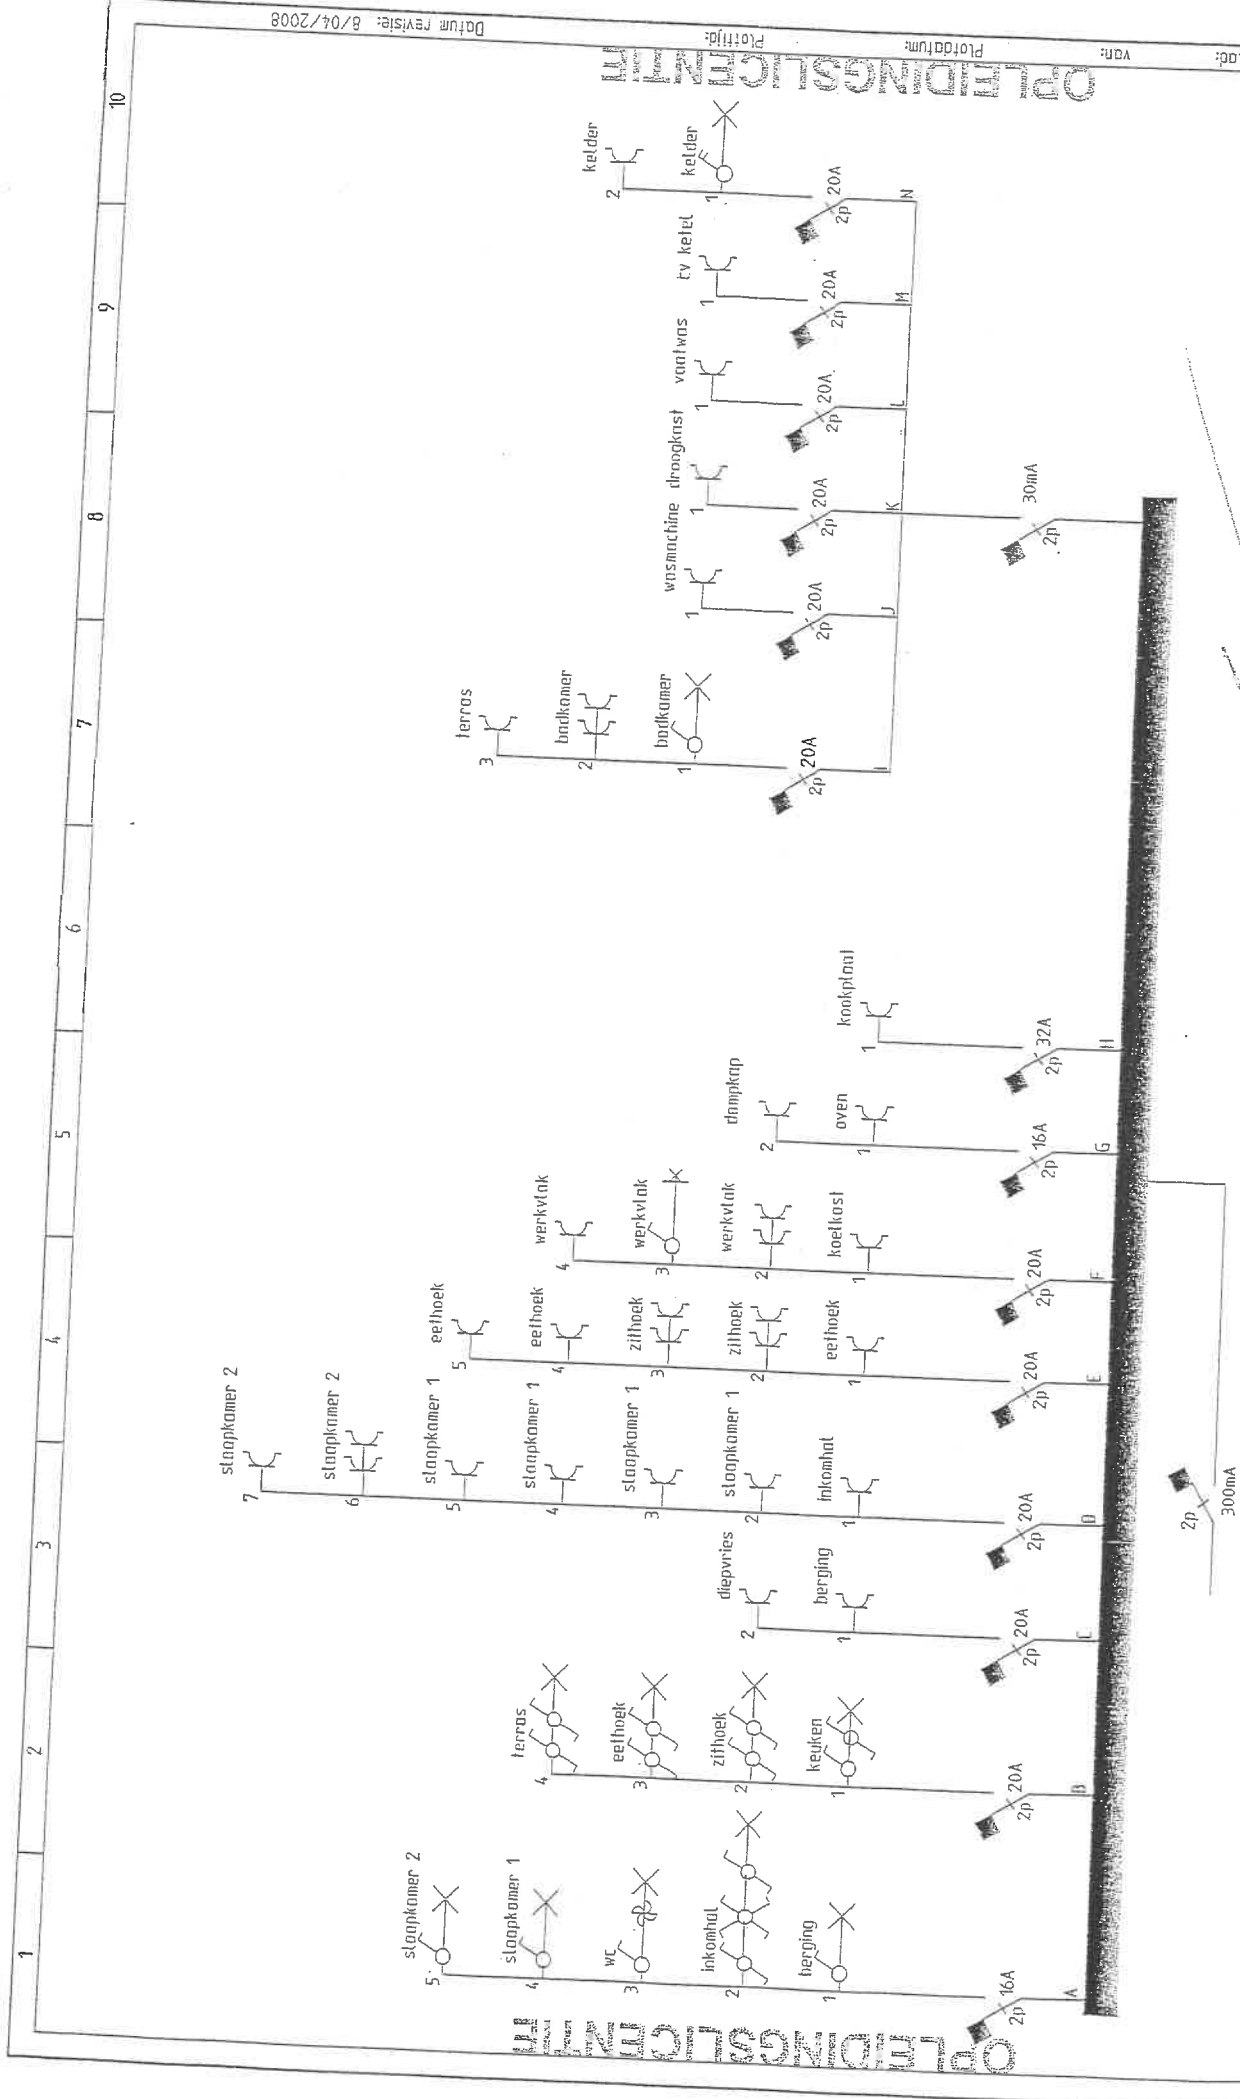 1 2 3 4 5 6 7 8 9 10
5 slaapkamer 2
4 slaapkamer 1
3 wc
2 inkomhal
1 berging
2p 16A
A
4 terras
3 eethoek
2 zithoek
1 keuken
2p 20A
B
2 diepvries
1 berging
2p 20A
C
7 slaapkamer 2
6 slaapkamer 2
5 slaapkamer 1
4 slaapkamer 1
3 slaapkamer 1
2 slaapkamer 1
1 inkomhal
2p 20A
D
5 eethoek
4 eethoek
3 zithoek
2 zithoek
1 eethoek
2p 20A
E
4 werkvlak
3 werkvlak
2 werkvlak
1 koelkast
2p 20A
F
2 dampkap
1 oven
2p 16A
G
1 kookplaat
2p 32A
H
3 terras
2 badkamer
1 badkamer
2p 20A
I
1 wasmachine
2p 20A
J
1 droogkast
2p 20A
K
1 vaatwas
2p 20A
L
1 cv ketel
2p 20A
M
2 kelder
1 kelder
2p 20A
N
2p 30mA
2p
300mA
Datum revisie: 8/04/2008
Plottijd:
Plotdatum:
van: